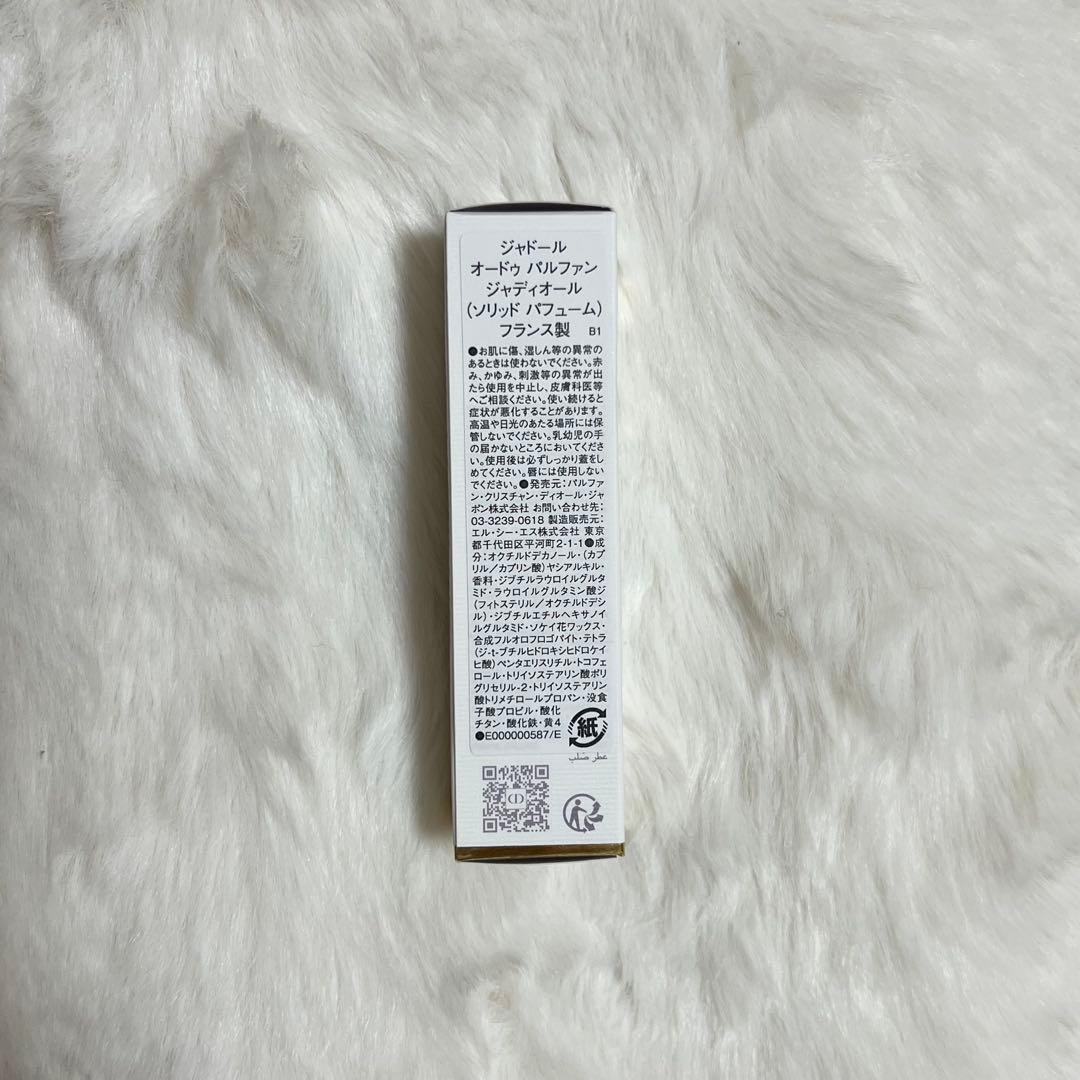 ジャドール
オードゥ パルファン
ジャディオール
(ソリッド パフューム)
フランス製 B1
●お肌に傷、湿しん等の異常の
あるときは使わないでください。赤
み、かゆみ、刺激等の異常が出
たら使用を中止し、皮膚科医等
へご相談ください。使い続けると
症状が悪化することがあります。
高温や日光のあたる場所には保
管しないでください。乳幼児の手
の届かないところにおいてくださ
い。使用後は必ずしっかり蓋をし
めてください。唇には使用しない
でください。●発売元:パルファ
ン・クリスチャン・ディオール・ジャ
ポン株式会社 お問い合わせ先:
03-3239-0618 製造販売元:
エル・シー・エス株式会社 東京
都千代田区平河町2-1-1●成
分:オクチルドデカノール・(カプ
リル/カプリン酸)ヤシアルキル・
香料・ジブチルラウロイルグルタ
ミド・ラウロイルグルタミン酸ジ
(フィトステリル/オクチルドデシ
ル)・ジブチルエチルヘキサノイ
ルグルタミド・ソケイ花ワックス・
合成フルオロフロゴパイト・テトラ
(ジ-t-ブチルヒドロキシヒドロケイ
ヒ酸)ペンタエリスリチル・トコフェ
ロール・トリイソステアリン酸ポリ
グリセリル-2・トリイソステアリン
酸トリメチロールプロパン・没食
子酸プロピル・酸化
チタン・酸化鉄・黄4
●E000000587/E
紙
عطر صلب
CD